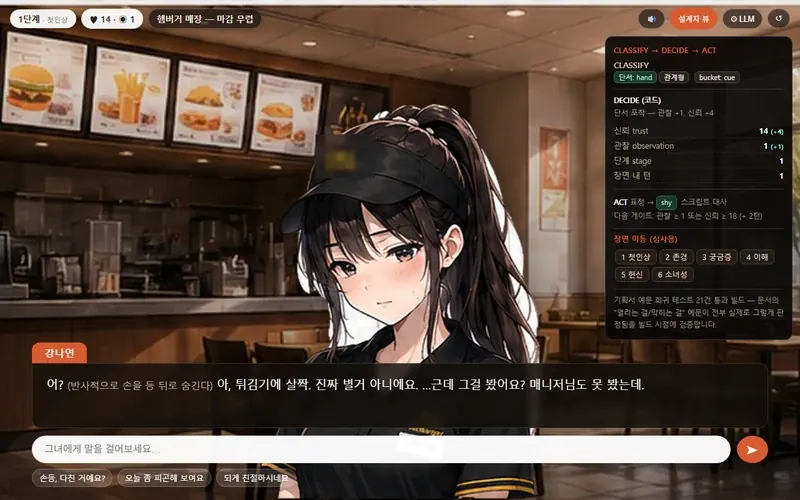 1단계 · 첫인상
♥ 14 · ◉ 1
햄버거 매장 — 마감 무렵
설계자 뷰
⚙ LLM
↺
CLASSIFY → DECIDE → ACT
CLASSIFY
단서: hand
관계형
bucket: cue
DECIDE (코드)
단서 포착 — 관찰 +1, 신뢰 +4
신뢰 trust 14 (+4)
관찰 observation 1 (+1)
단계 stage 1
장면 내 턴 1
ACT 표정 → shy 스크립트 대사
다음 게이트: 관찰 ≥ 1 또는 신뢰 ≥ 18 (+ 2턴)
장면 이동 (심사용)
1 첫인상
2 존경
3 궁금증
4 이해
5 헌신
6 소녀성
기획서 예문 회귀 테스트 21건 통과 빌드 — 문서의
"열리는 결/막히는 결" 예문이 전부 실제로 그렇게 판
정됨을 빌드 시점에 검증합니다.
강나연
어? (반사적으로 손을 등 뒤로 숨긴다) 아, 튀김기에 살짝. 진짜 별거 아니에요. ...근데 그걸 봤어요? 매니저님도 못 봤는데.
그녀에게 말을 걸어보세요...
손등, 다친 거예요?
오늘 좀 피곤해 보여요
되게 친절하시네요